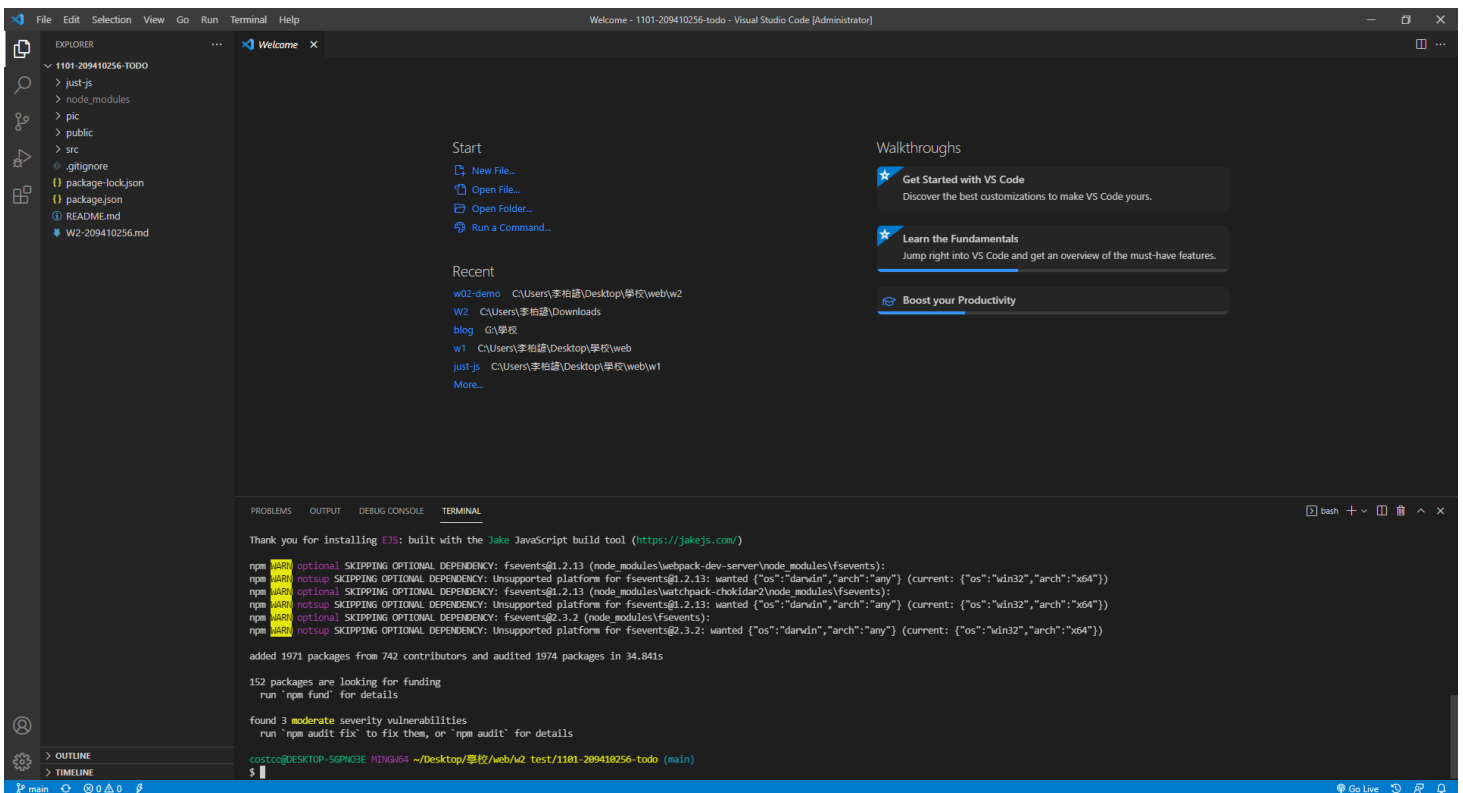 File Edit Selection View Go Run Terminal Help
Welcome - 1101-209410256-todo - Visual Studio Code [Administrator]
EXPLORER
1101-209410256-TODO
just-js
node_modules
pic
public
src
.gitignore
package-lock.json
package.json
README.md
W2-209410256.md
OUTLINE
TIMELINE
Welcome
Start
New File...
Open File...
Open Folder...
Run a Command...
Recent
w02-demo C:\Users\李柏諺\Desktop\學校\web\w2
W2 C:\Users\李柏諺\Downloads
blog G:\學校
w1 C:\Users\李柏諺\Desktop\學校\web
just-js C:\Users\李柏諺\Desktop\學校\web\w1
More...
Walkthroughs
Get Started with VS Code
Discover the best customizations to make VS Code yours.
Learn the Fundamentals
Jump right into VS Code and get an overview of the must-have features.
Boost your Productivity
PROBLEMS OUTPUT DEBUG CONSOLE TERMINAL
bash
Thank you for installing EJS: built with the Jake JavaScript build tool (https://jakejs.com/)
npm WARN optional SKIPPING OPTIONAL DEPENDENCY: fsevents@1.2.13 (node_modules\webpack-dev-server\node_modules\fsevents):
npm WARN notsup SKIPPING OPTIONAL DEPENDENCY: Unsupported platform for fsevents@1.2.13: wanted {"os":"darwin","arch":"any"} (current: {"os":"win32","arch":"x64"})
npm WARN optional SKIPPING OPTIONAL DEPENDENCY: fsevents@1.2.13 (node_modules\watchpack-chokidar2\node_modules\fsevents):
npm WARN notsup SKIPPING OPTIONAL DEPENDENCY: Unsupported platform for fsevents@1.2.13: wanted {"os":"darwin","arch":"any"} (current: {"os":"win32","arch":"x64"})
npm WARN optional SKIPPING OPTIONAL DEPENDENCY: fsevents@2.3.2 (node_modules\fsevents):
npm WARN notsup SKIPPING OPTIONAL DEPENDENCY: Unsupported platform for fsevents@2.3.2: wanted {"os":"darwin","arch":"any"} (current: {"os":"win32","arch":"x64"})
added 1971 packages from 742 contributors and audited 1974 packages in 34.841s
152 packages are looking for funding
run `npm fund` for details
found 3 moderate severity vulnerabilities
run `npm audit fix` to fix them, or `npm audit` for details
costcc@DESKTOP-5GPNO3E MINGW64 ~/Desktop/學校/web/w2 test/1101-209410256-todo (main)
$
main 0 0 Go Live